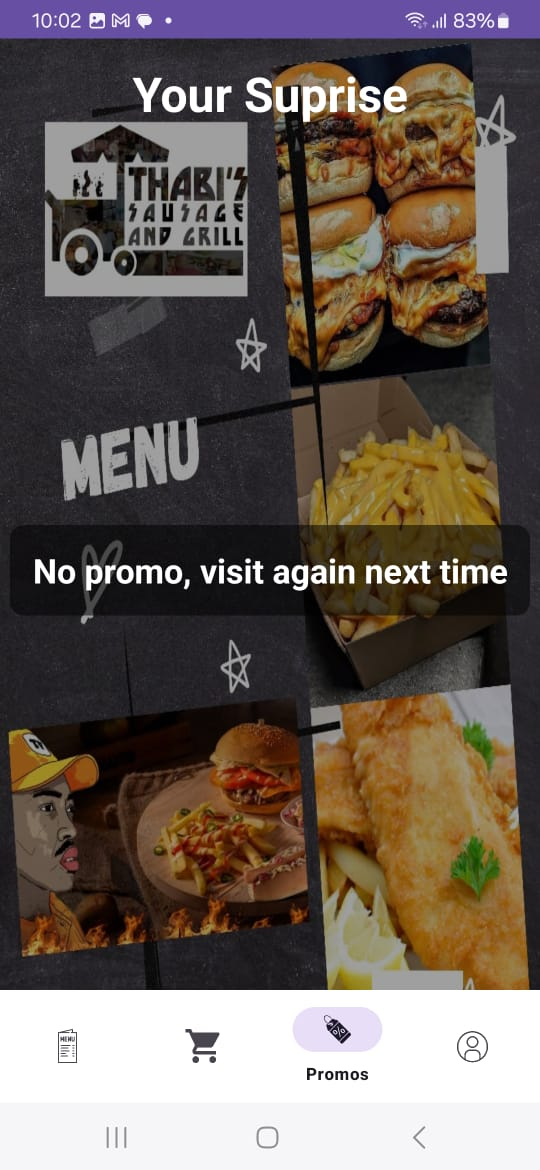 10:02
83%
Your Suprise
THABI'S
SAUSAGE
AND GRILL
MENU
No promo, visit again next time
MENU
%
Promos